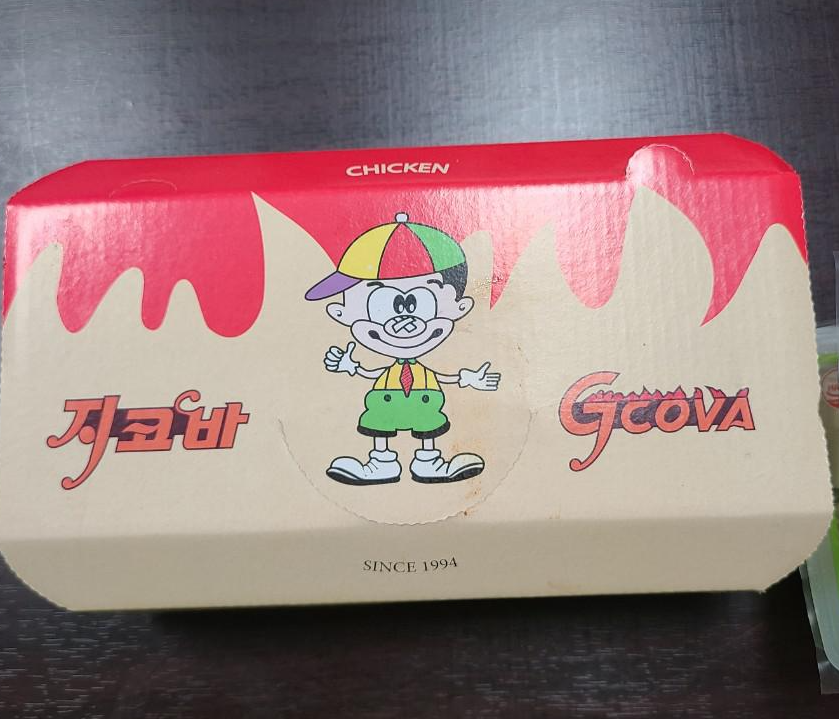 CHICKEN
지코바
GCOVA
SINCE 1994